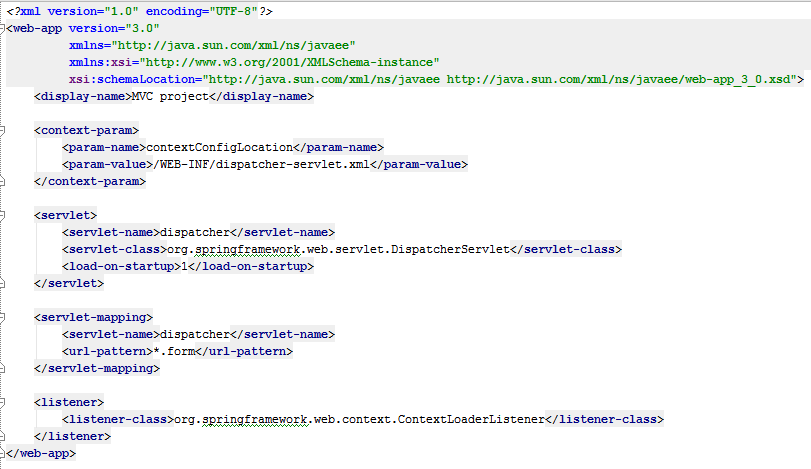 <?xml version="1.0" encoding="UTF-8"?>
<web-app version="3.0"
         xmlns="http://java.sun.com/xml/ns/javaee"
         xmlns:xsi="http://www.w3.org/2001/XMLSchema-instance"
         xsi:schemaLocation="http://java.sun.com/xml/ns/javaee http://java.sun.com/xml/ns/javaee/web-app_3_0.xsd">
    <display-name>MVC project</display-name>

    <context-param>
        <param-name>contextConfigLocation</param-name>
        <param-value>/WEB-INF/dispatcher-servlet.xml</param-value>
    </context-param>

    <servlet>
        <servlet-name>dispatcher</servlet-name>
        <servlet-class>org.springframework.web.servlet.DispatcherServlet</servlet-class>
        <load-on-startup>1</load-on-startup>
    </servlet>

    <servlet-mapping>
        <servlet-name>dispatcher</servlet-name>
        <url-pattern>*.form</url-pattern>
    </servlet-mapping>

    <listener>
        <listener-class>org.springframework.web.context.ContextLoaderListener</listener-class>
    </listener>
</web-app>